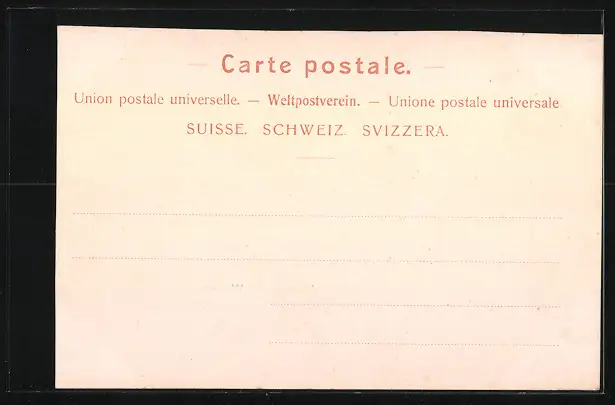 — Carte postale. —
Union postale universelle. — Weltpostverein. — Unione postale universale
SUISSE. SCHWEIZ. SVIZZERA.